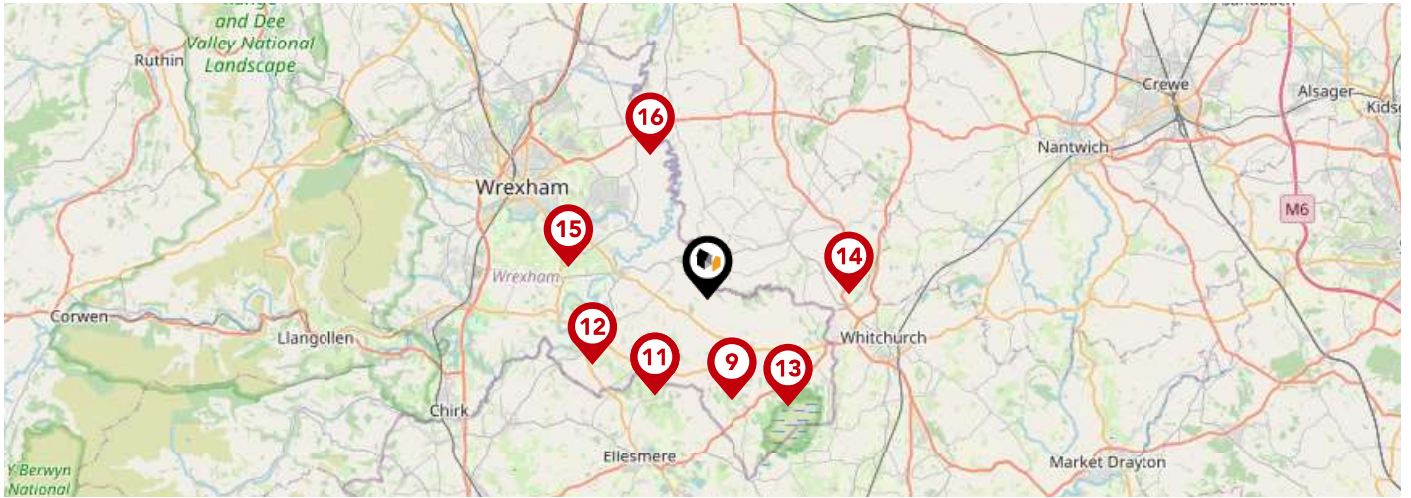 and Dee
Valley National
Landscape
Ruthin
Crewe
Alsager
16
Nantwich
Wrexham
M6
15
14
Wrexham
Corwen
Llangollen
12
Whitchurch
11
9
13
Chirk
Ellesmere
Market Drayton
Y Berwyn
National